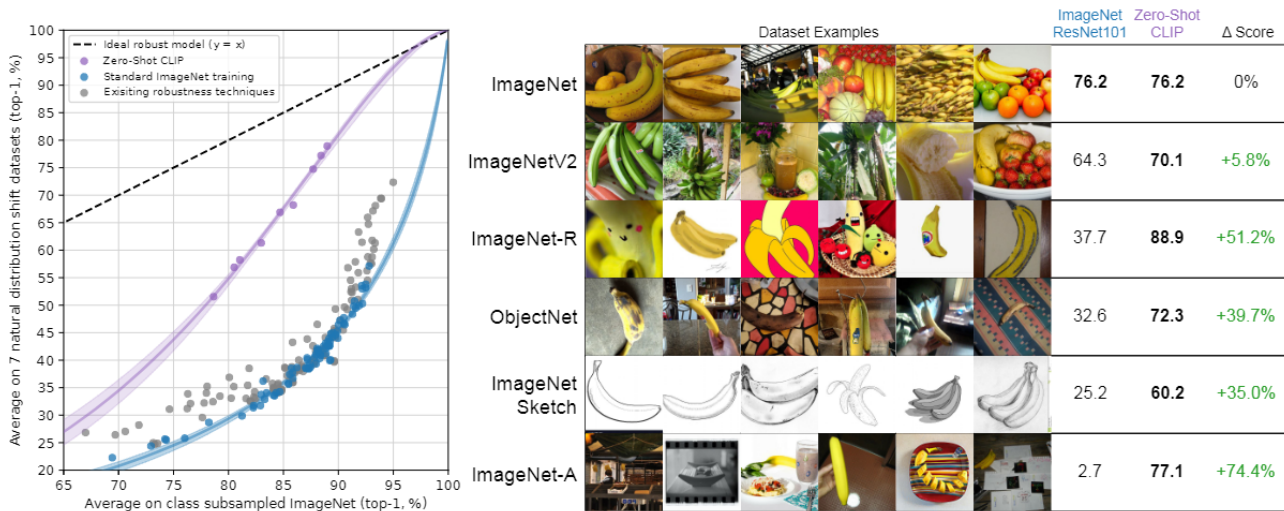 100
95
90
85
80
75
70
65
60
55
50
45
40
35
30
25
20
Average on 7 natural distribution shift datasets (top-1, %)
Ideal robust model (y = x)
Zero-Shot CLIP
Standard ImageNet training
Exisiting robustness techniques
65 70 75 80 85 90 95 100
Average on class subsampled ImageNet (top-1, %)
Dataset Examples
ImageNet
ResNet101
Zero-Shot
CLIP
Δ Score
ImageNet 76.2 76.2 0%
ImageNetV2 64.3 70.1 +5.8%
ImageNet-R 37.7 88.9 +51.2%
ObjectNet 32.6 72.3 +39.7%
ImageNet
Sketch 25.2 60.2 +35.0%
ImageNet-A 2.7 77.1 +74.4%